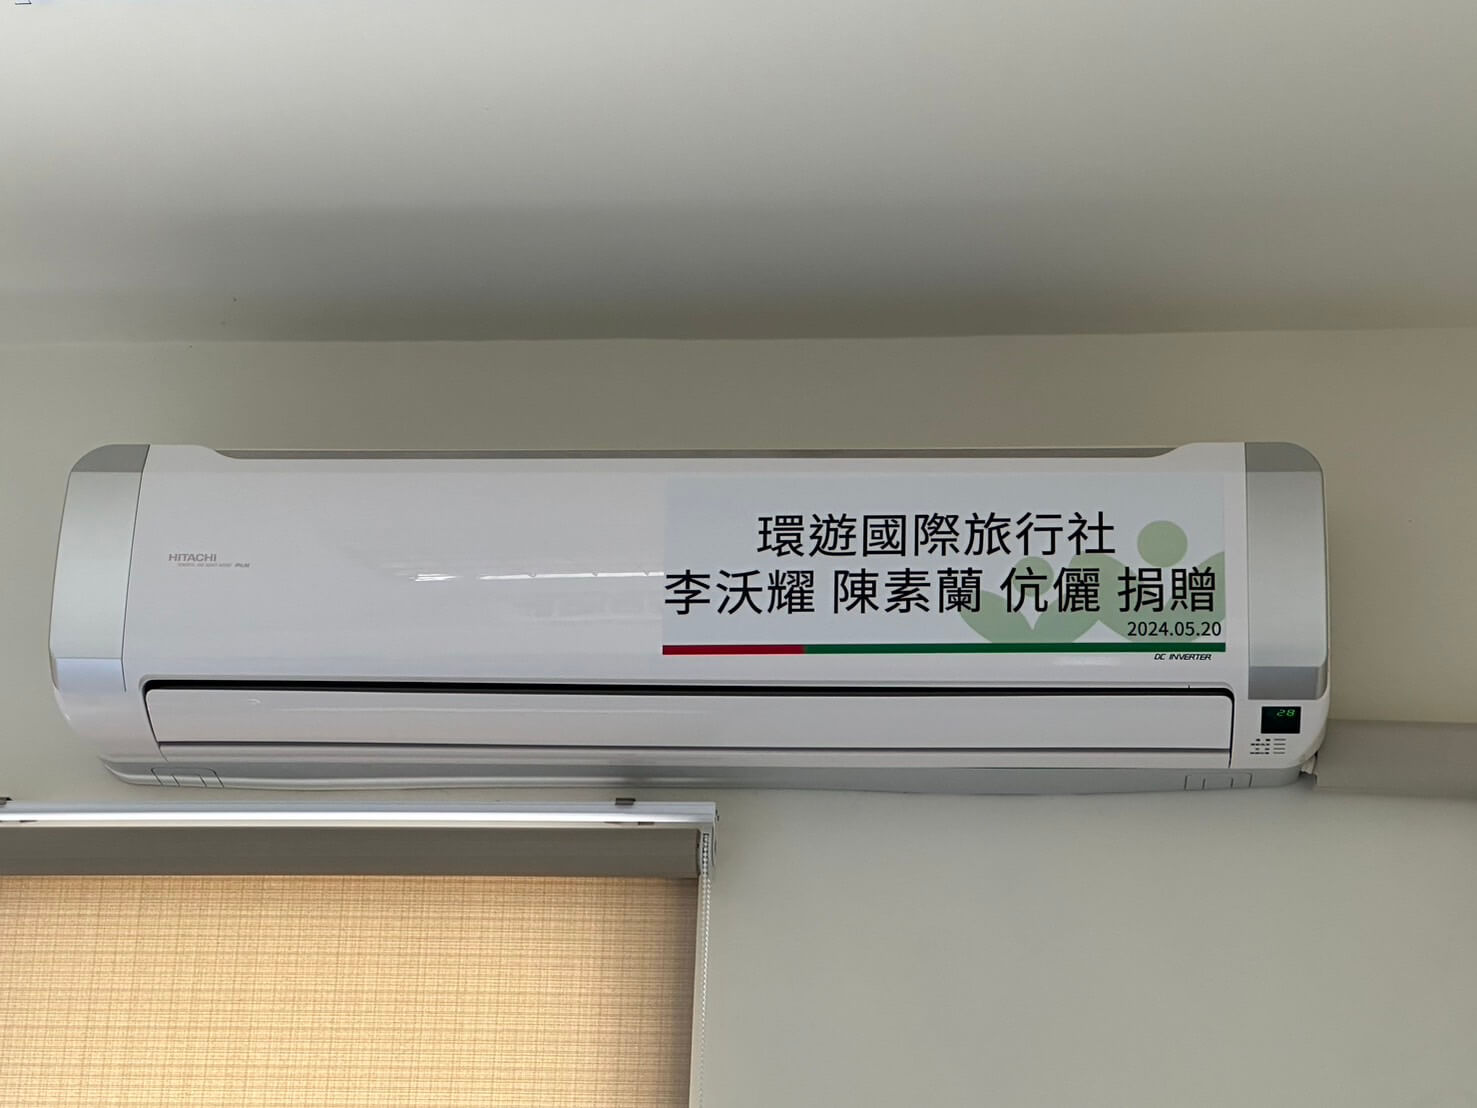 HITACHI
環遊國際旅行社
李沃耀 陳素蘭 伉儷 捐贈
2024.05.20
DC INVERTER
28